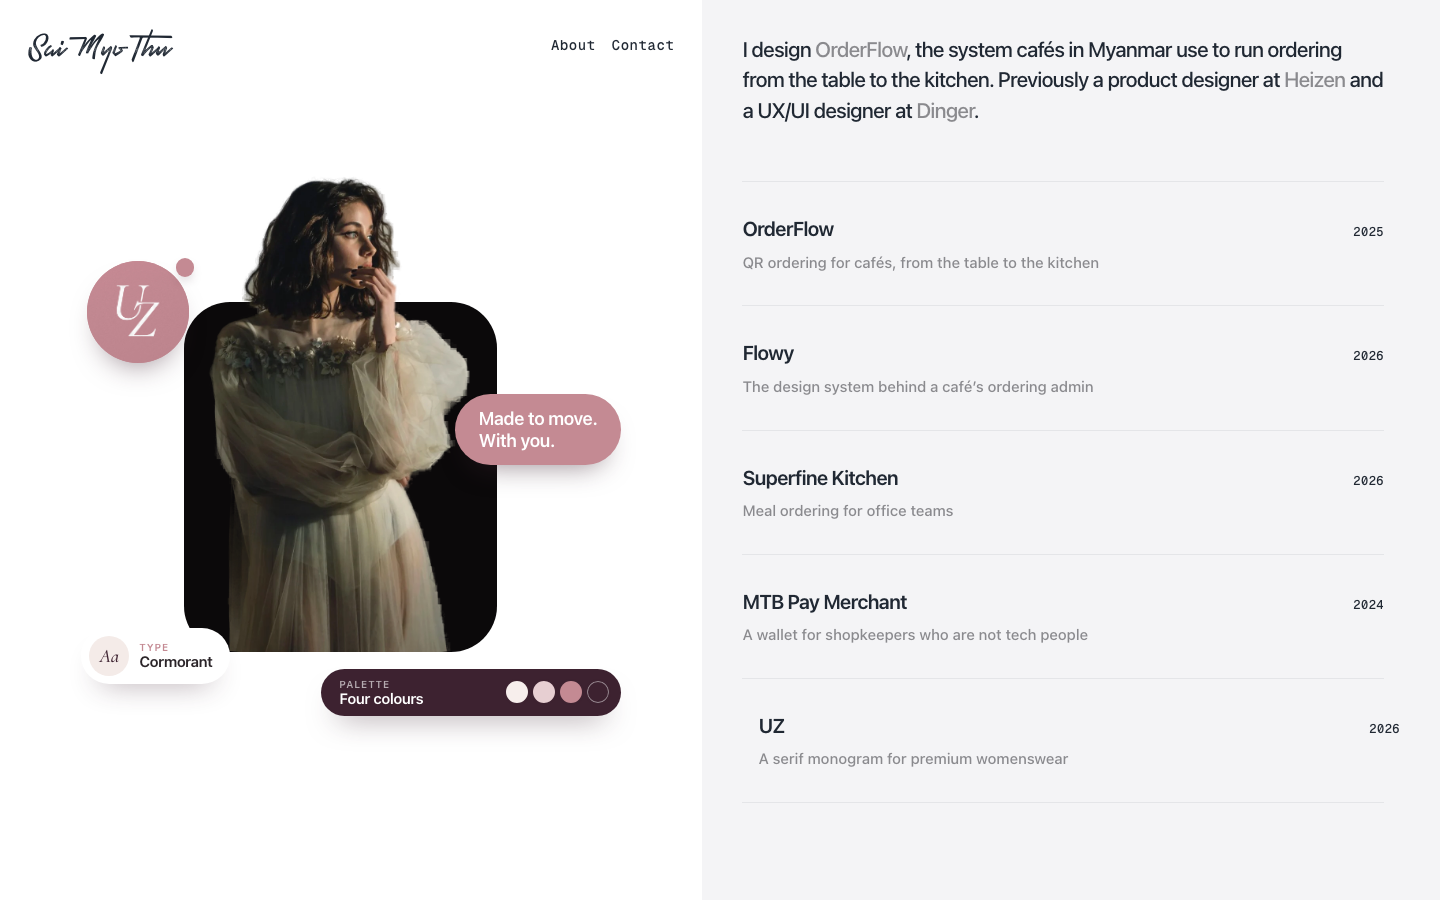 Sai Myo Thu
About Contact
UZ
Made to move.
With you.
Aa
TYPE
Cormorant
PALETTE
Four colours
I design OrderFlow, the system cafés in Myanmar use to run ordering
from the table to the kitchen. Previously a product designer at Heizen and
a UX/UI designer at Dinger.
OrderFlow 2025
QR ordering for cafés, from the table to the kitchen
Flowy 2026
The design system behind a café’s ordering admin
Superfine Kitchen 2026
Meal ordering for office teams
MTB Pay Merchant 2024
A wallet for shopkeepers who are not tech people
UZ 2026
A serif monogram for premium womenswear